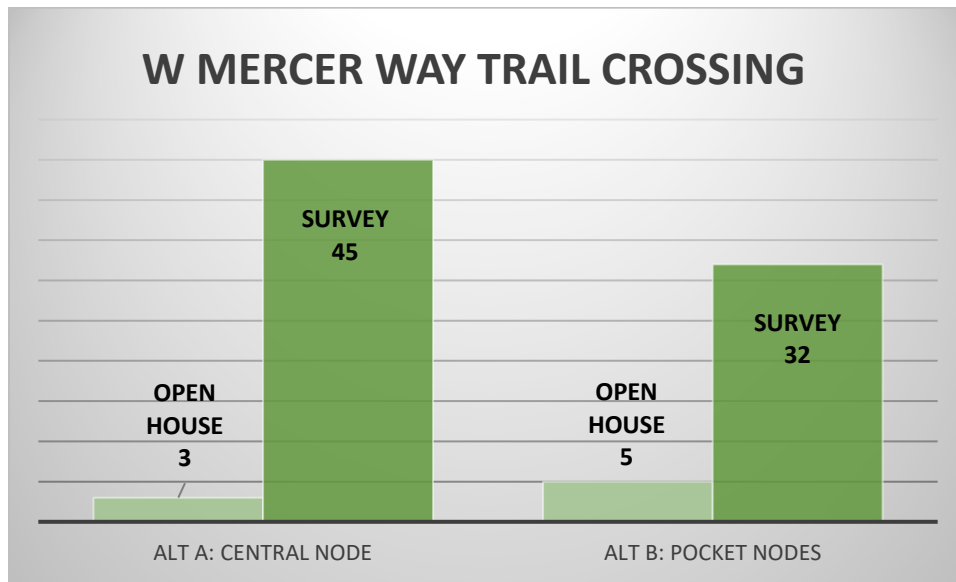 W MERCER WAY TRAIL CROSSING
OPEN
HOUSE
3
SURVEY
45
OPEN
HOUSE
5
SURVEY
32
ALT A: CENTRAL NODE
ALT B: POCKET NODES